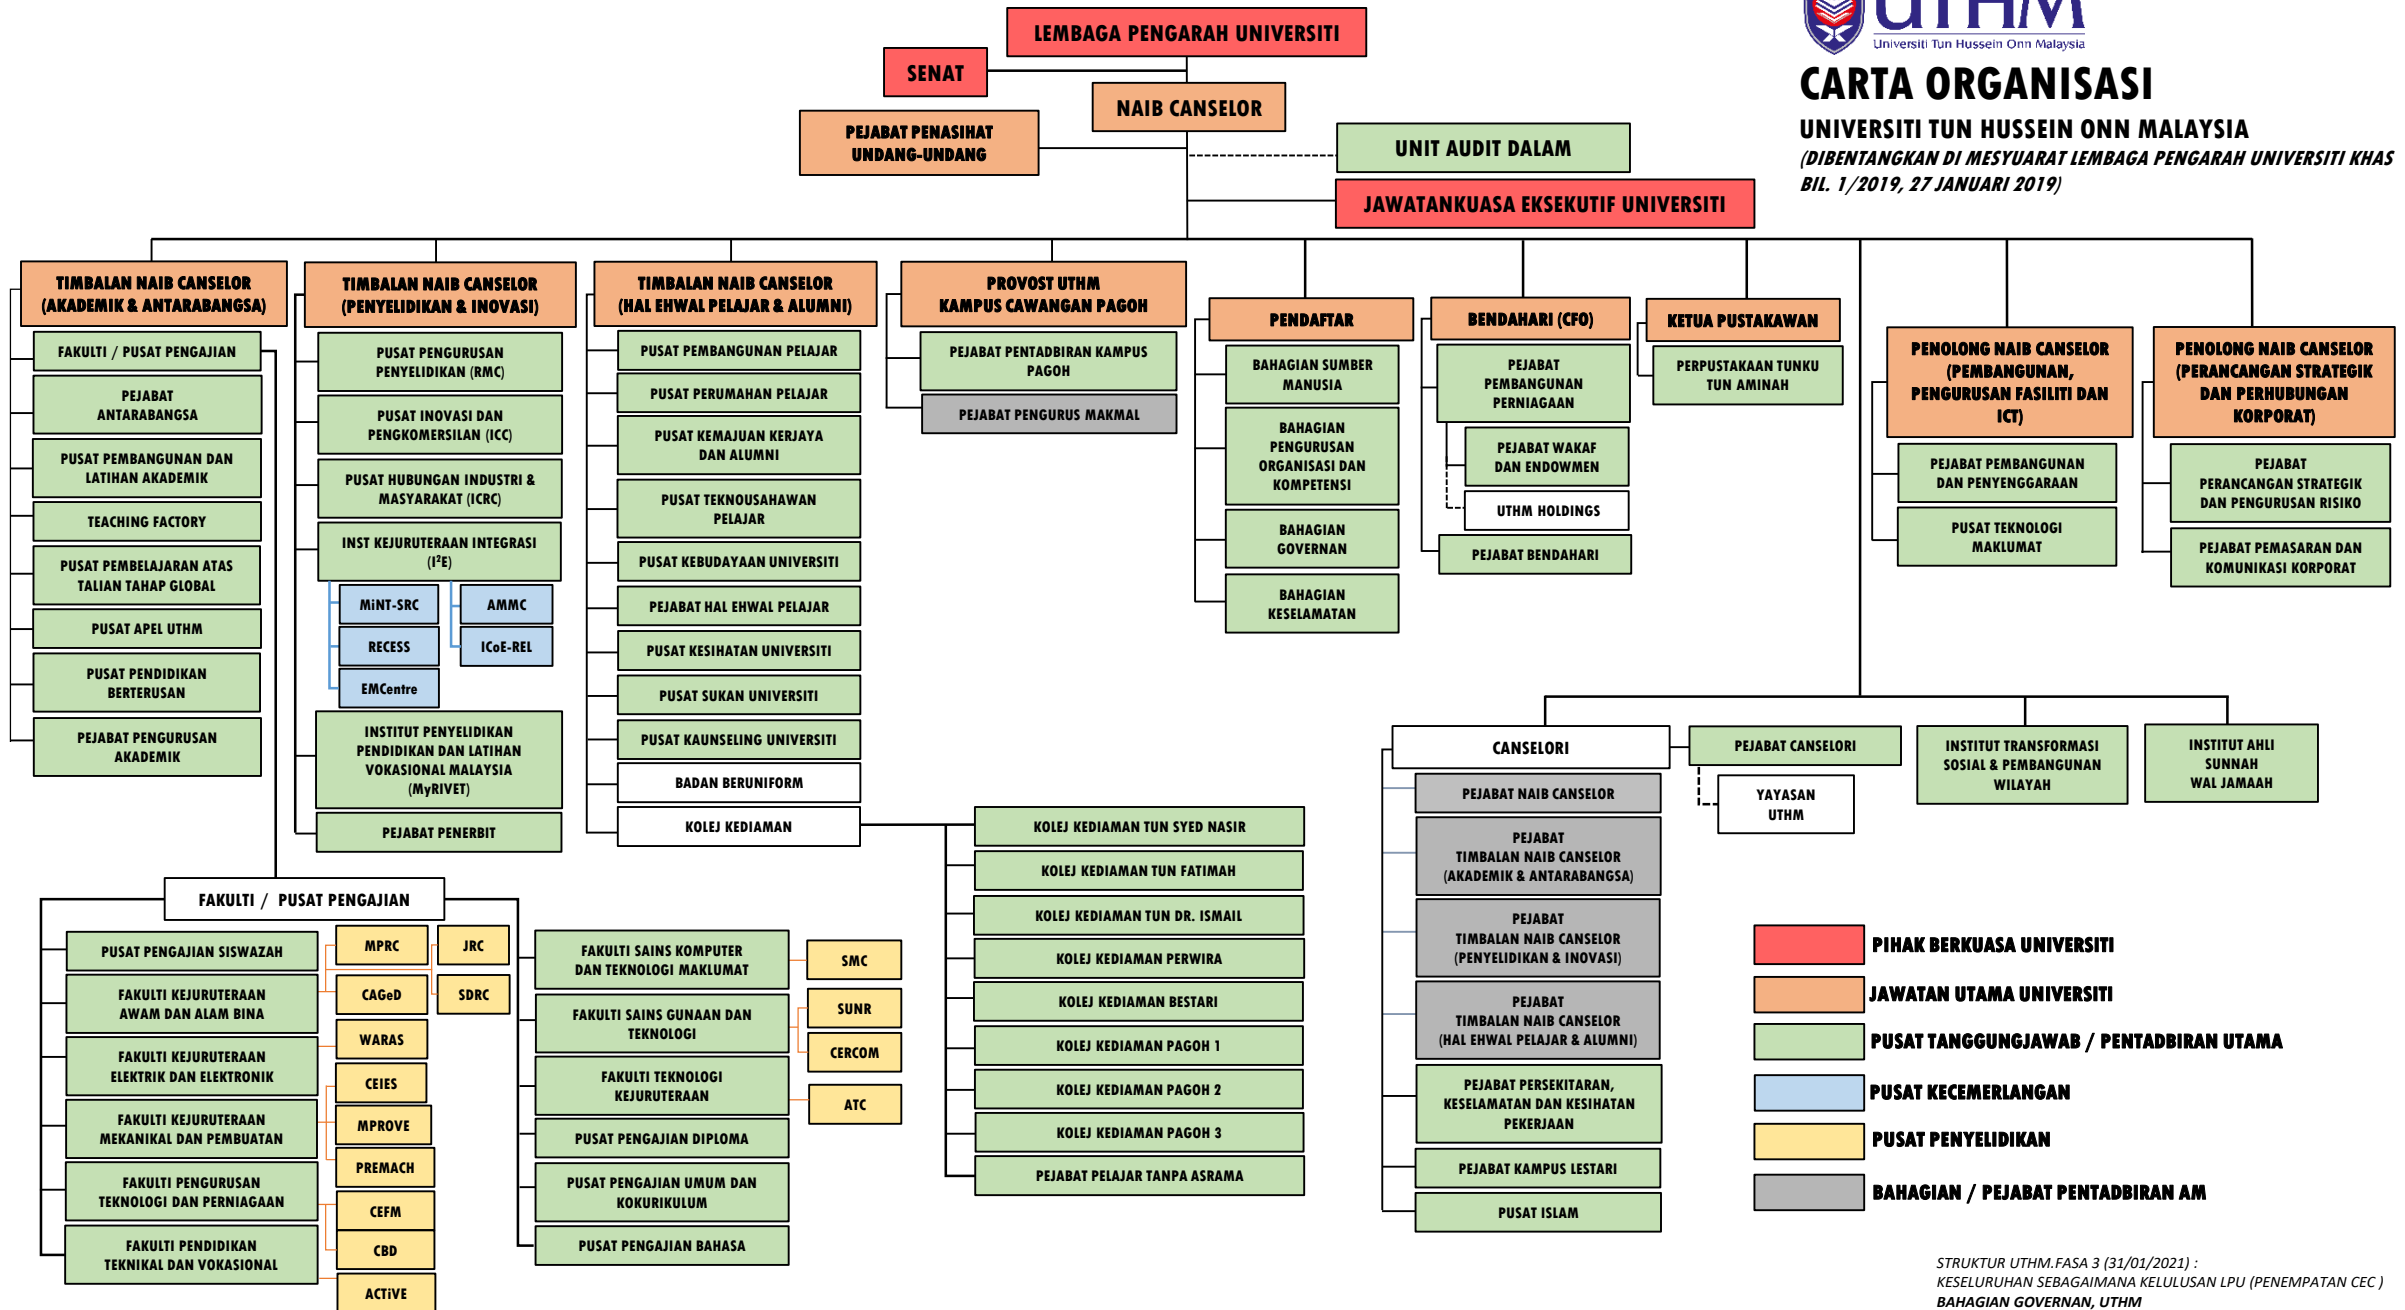 LEMBAGA PENGARAH UNIVERSITI
SENAT
NAIB CANSELOR
PEJABAT PENASIHAT
UNDANG-UNDANG
UNIT AUDIT DALAM
JAWATANKUASA EKSEKUTIF UNIVERSITI
UTHM
Universiti Tun Hussein Onn Malaysia
CARTA ORGANISASI
UNIVERSITI TUN HUSSEIN ONN MALAYSIA
(DIBENTANGKAN DI MESYUARAT LEMBAGA PENGARAH UNIVERSITI KHAS
BIL. 1/2019, 27 JANUARI 2019)
TIMBALAN NAIB CANSELOR
(AKADEMIK & ANTARABANGSA)
FAKULTI / PUSAT PENGAJIAN
PEJABAT
ANTARABANGSA
PUSAT PEMBANGUNAN DAN
LATIHAN AKADEMIK
TEACHING FACTORY
PUSAT PEMBELAJARAN ATAS
TALIAN TAHAP GLOBAL
PUSAT APEL UTHM
PUSAT PENDIDIKAN
BERTERUSAN
PEJABAT PENGURUSAN
AKADEMIK
TIMBALAN NAIB CANSELOR
(PENYELIDIKAN & INOVASI)
PUSAT PENGURUSAN
PENYELIDIKAN (RMC)
PUSAT INOVASI DAN
PENGKOMERSILAN (ICC)
PUSAT HUBUNGAN INDUSTRI &
MASYARAKAT (ICRC)
INST KEJURUTERAAN INTEGRASI
(I²E)
MiNT-SRC
AMMC
RECESS
ICoE-REL
EMCentre
INSTITUT PENYELIDIKAN
PENDIDIKAN DAN LATIHAN
VOKASIONAL MALAYSIA
(MyRIVET)
PEJABAT PENERBIT
TIMBALAN NAIB CANSELOR
(HAL EHWAL PELAJAR & ALUMNI)
PUSAT PEMBANGUNAN PELAJAR
PUSAT PERUMAHAN PELAJAR
PUSAT KEMAJUAN KERJAYA
DAN ALUMNI
PUSAT TEKNOUSAHAWAN
PELAJAR
PUSAT KEBUDAYAAN UNIVERSITI
PEJABAT HAL EHWAL PELAJAR
PUSAT KESIHATAN UNIVERSITI
PUSAT SUKAN UNIVERSITI
PUSAT KAUNSELING UNIVERSITI
BADAN BERUNIFORM
KOLEJ KEDIAMAN
PROVOST UTHM
KAMPUS CAWANGAN PAGOH
PEJABAT PENTADBIRAN KAMPUS
PAGOH
PEJABAT PENGURUS MAKMAL
PENDAFTAR
BAHAGIAN SUMBER
MANUSIA
BAHAGIAN
PENGURUSAN
ORGANISASI DAN
KOMPETENSI
BAHAGIAN
GOVERNAN
BAHAGIAN
KESELAMATAN
BENDAHARI (CFO)
PEJABAT
PEMBANGUNAN
PERNIAGAAN
PEJABAT WAKAF
DAN ENDOWMEN
UTHM HOLDINGS
PEJABAT BENDAHARI
KETUA PUSTAKAWAN
PERPUSTAKAAN TUNKU
TUN AMINAH
PENOLONG NAIB CANSELOR
(PEMBANGUNAN,
PENGURUSAN FASILITI DAN
ICT)
PEJABAT PEMBANGUNAN
DAN PENYENGGARAAN
PUSAT TEKNOLOGI
MAKLUMAT
PENOLONG NAIB CANSELOR
(PERANCANGAN STRATEGIK
DAN PERHUBUNGAN
KORPORAT)
PEJABAT
PERANCANGAN STRATEGIK
DAN PENGURUSAN RISIKO
PEJABAT PEMASARAN DAN
KOMUNIKASI KORPORAT
CANSELORI
PEJABAT CANSELORI
YAYASAN
UTHM
INSTITUT TRANSFORMASI
SOSIAL & PEMBANGUNAN
WILAYAH
INSTITUT AHLI
SUNNAH
WAL JAMAAH
PEJABAT NAIB CANSELOR
PEJABAT
TIMBALAN NAIB CANSELOR
(AKADEMIK & ANTARABANGSA)
PEJABAT
TIMBALAN NAIB CANSELOR
(PENYELIDIKAN & INOVASI)
PEJABAT
TIMBALAN NAIB CANSELOR
(HAL EHWAL PELAJAR & ALUMNI)
PEJABAT PERSEKITARAN,
KESELAMATAN DAN KESIHATAN
PEKERJAAN
PEJABAT KAMPUS LESTARI
PUSAT ISLAM
KOLEJ KEDIAMAN TUN SYED NASIR
KOLEJ KEDIAMAN TUN FATIMAH
KOLEJ KEDIAMAN TUN DR. ISMAIL
KOLEJ KEDIAMAN PERWIRA
KOLEJ KEDIAMAN BESTARI
KOLEJ KEDIAMAN PAGOH 1
KOLEJ KEDIAMAN PAGOH 2
KOLEJ KEDIAMAN PAGOH 3
PEJABAT PELAJAR TANPA ASRAMA
FAKULTI / PUSAT PENGAJIAN
PUSAT PENGAJIAN SISWAZAH
FAKULTI KEJURUTERAAN
AWAM DAN ALAM BINA
FAKULTI KEJURUTERAAN
ELEKTRIK DAN ELEKTRONIK
FAKULTI KEJURUTERAAN
MEKANIKAL DAN PEMBUATAN
FAKULTI PENGURUSAN
TEKNOLOGI DAN PERNIAGAAN
FAKULTI PENDIDIKAN
TEKNIKAL DAN VOKASIONAL
MPRC
JRC
CAGeD
SDRC
WARAS
CEIES
MPROVE
PREMACH
CEFM
CBD
ACTiVE
FAKULTI SAINS KOMPUTER
DAN TEKNOLOGI MAKLUMAT
FAKULTI SAINS GUNAAN DAN
TEKNOLOGI
FAKULTI TEKNOLOGI
KEJURUTERAAN
PUSAT PENGAJIAN DIPLOMA
PUSAT PENGAJIAN UMUM DAN
KOKURIKULUM
PUSAT PENGAJIAN BAHASA
SMC
SUNR
CERCOM
ATC
PIHAK BERKUASA UNIVERSITI
JAWATAN UTAMA UNIVERSITI
PUSAT TANGGUNGJAWAB / PENTADBIRAN UTAMA
PUSAT KECEMERLANGAN
PUSAT PENYELIDIKAN
BAHAGIAN / PEJABAT PENTADBIRAN AM
STRUKTUR UTHM.FASA 3 (31/01/2021) :
KESELURUHAN SEBAGAIMANA KELULUSAN LPU (PENEMPATAN CEC )
BAHAGIAN GOVERNAN, UTHM